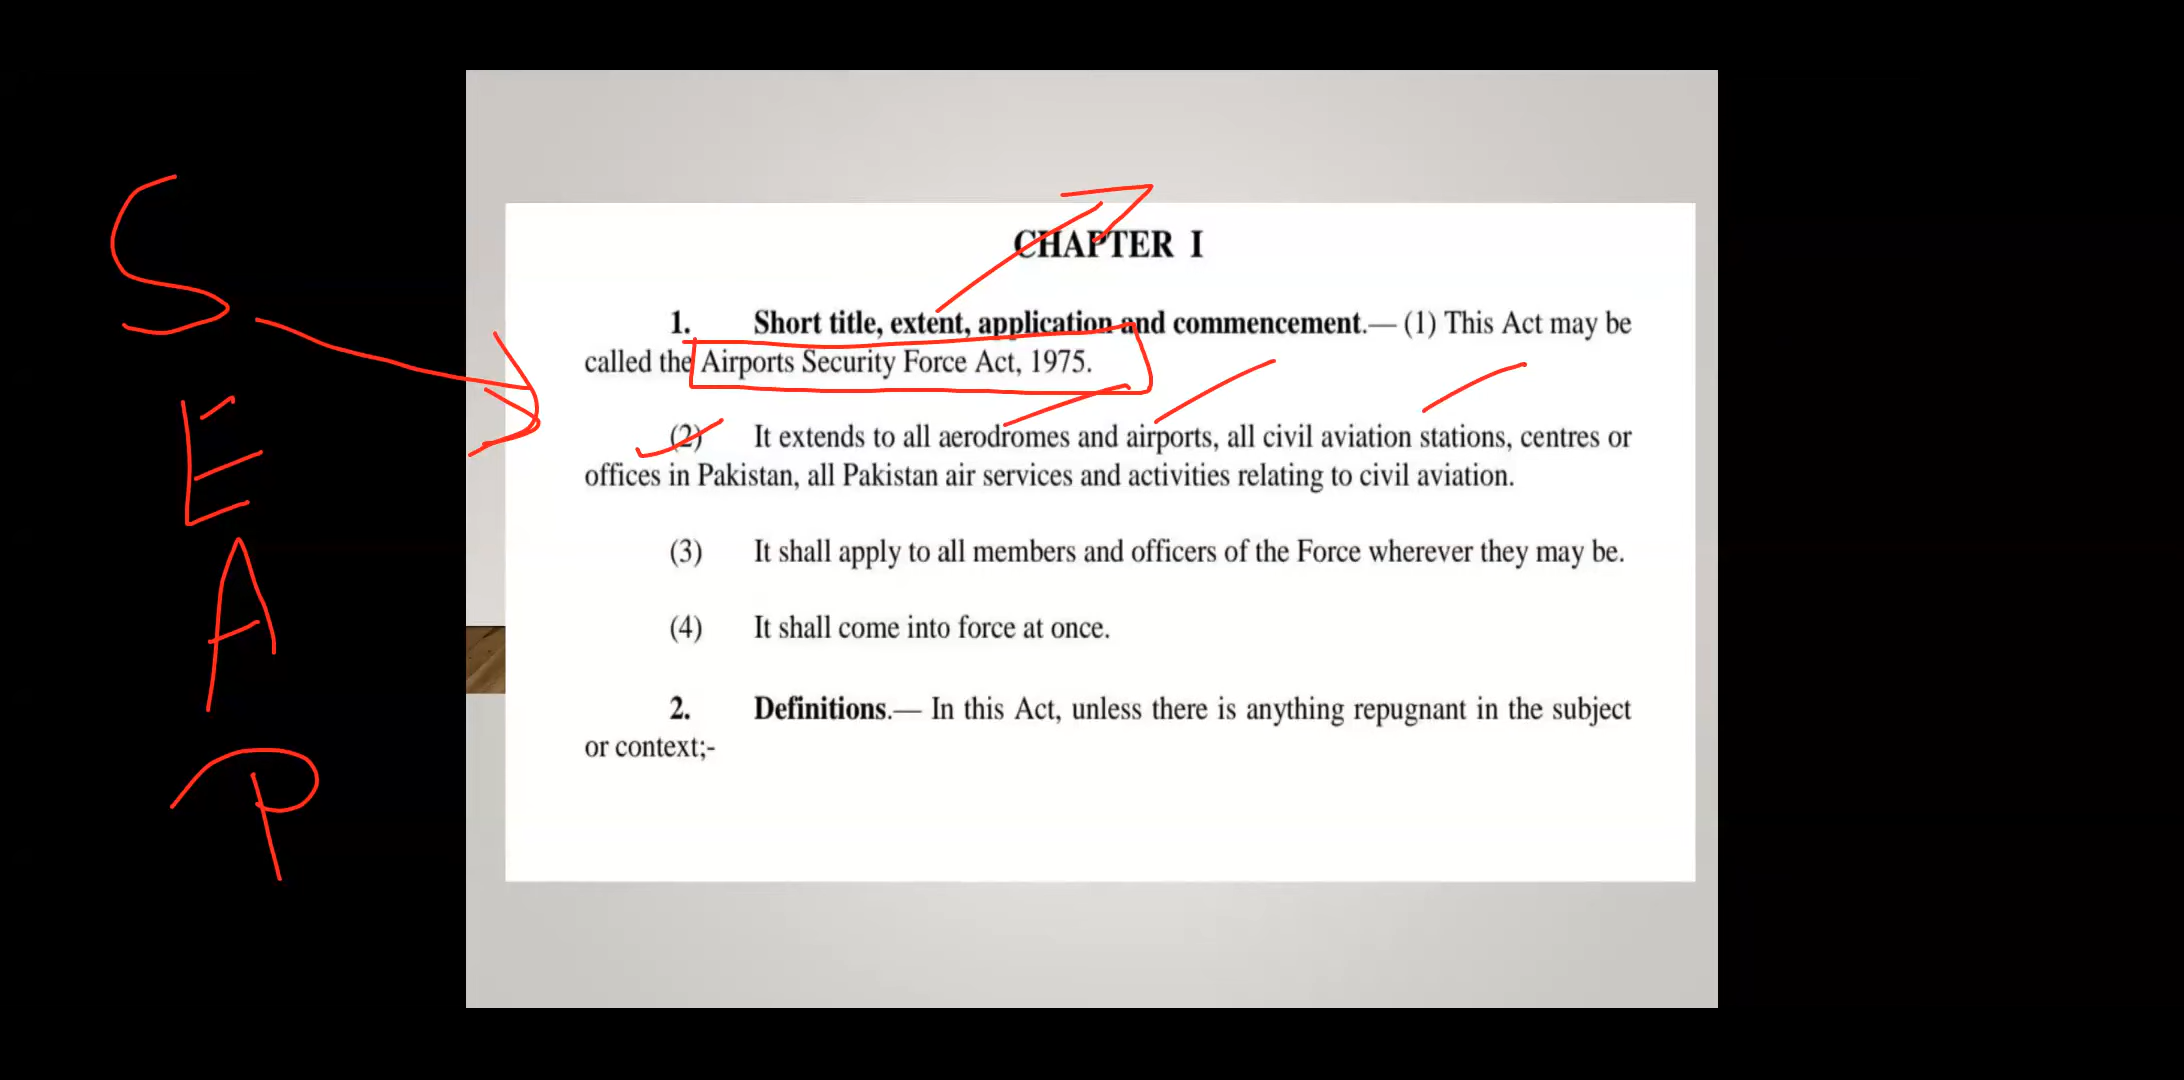 S
E
A
P
CHAPTER I
1. Short title, extent, application and commencement.— (1) This Act may be
called the Airports Security Force Act, 1975.
(2) It extends to all aerodromes and airports, all civil aviation stations, centres or
offices in Pakistan, all Pakistan air services and activities relating to civil aviation.
(3) It shall apply to all members and officers of the Force wherever they may be.
(4) It shall come into force at once.
2. Definitions.— In this Act, unless there is anything repugnant in the subject
or context;-